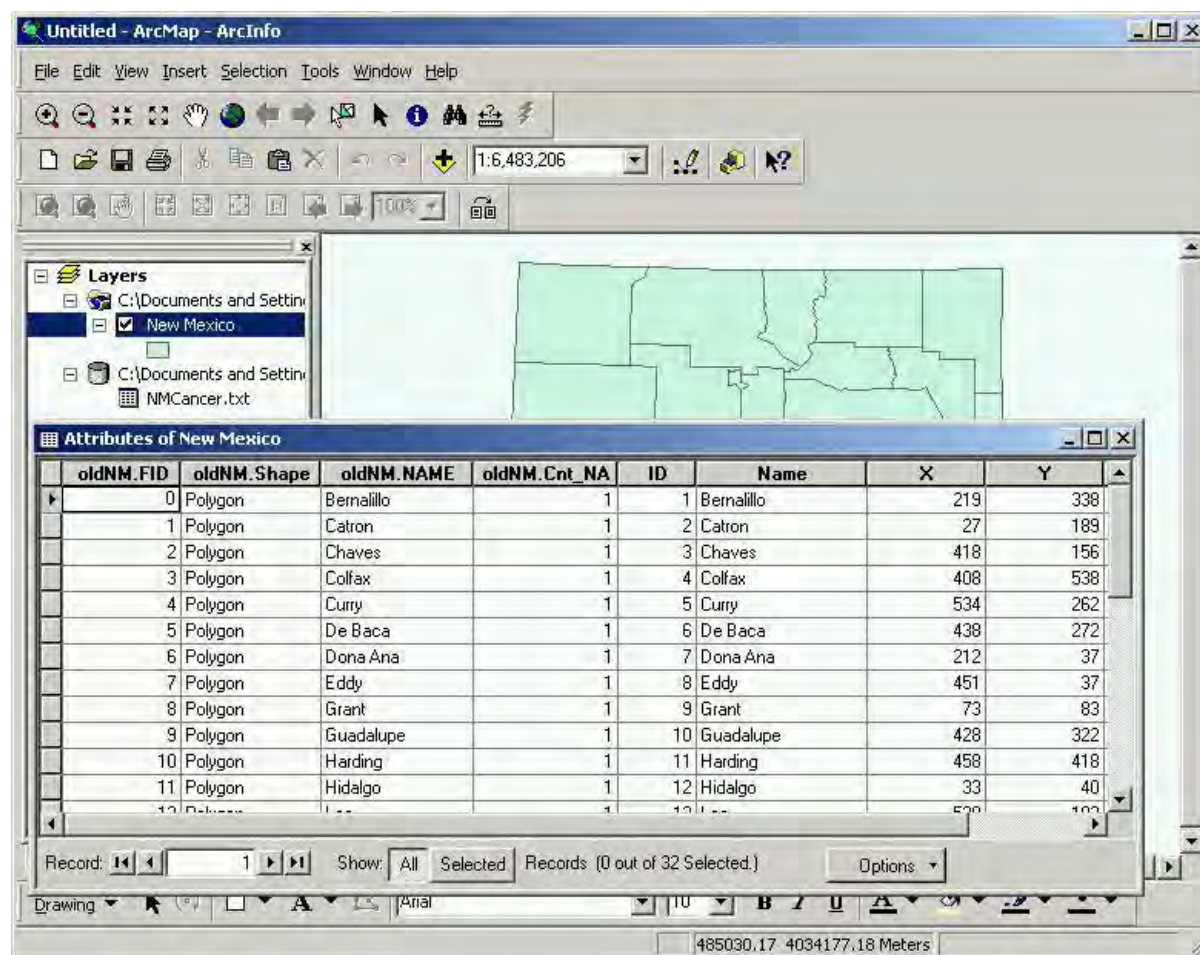 Untitled - ArcMap - ArcInfo
File Edit View Insert Selection Tools Window Help
1:6,483,206
100%
Layers
C:\Documents and Settin
New Mexico
C:\Documents and Settin
NMCancer.txt
Attributes of New Mexico
oldNM.FID oldNM.Shape oldNM.NAME oldNM.Cnt_NA ID Name X Y
0 Polygon Bernalillo 1 1 Bernalillo 219 338
1 Polygon Catron 1 2 Catron 27 189
2 Polygon Chaves 1 3 Chaves 418 156
3 Polygon Colfax 1 4 Colfax 408 538
4 Polygon Curry 1 5 Curry 534 262
5 Polygon De Baca 1 6 De Baca 438 272
6 Polygon Dona Ana 1 7 Dona Ana 212 37
7 Polygon Eddy 1 8 Eddy 451 37
8 Polygon Grant 1 9 Grant 73 83
9 Polygon Guadalupe 1 10 Guadalupe 428 322
10 Polygon Harding 1 11 Harding 458 418
11 Polygon Hidalgo 1 12 Hidalgo 33 40
Record: 1 Show: All Selected Records (0 out of 32 Selected.) Options
Drawing A Arial 10 B I U A
485030.17 4034177.18 Meters